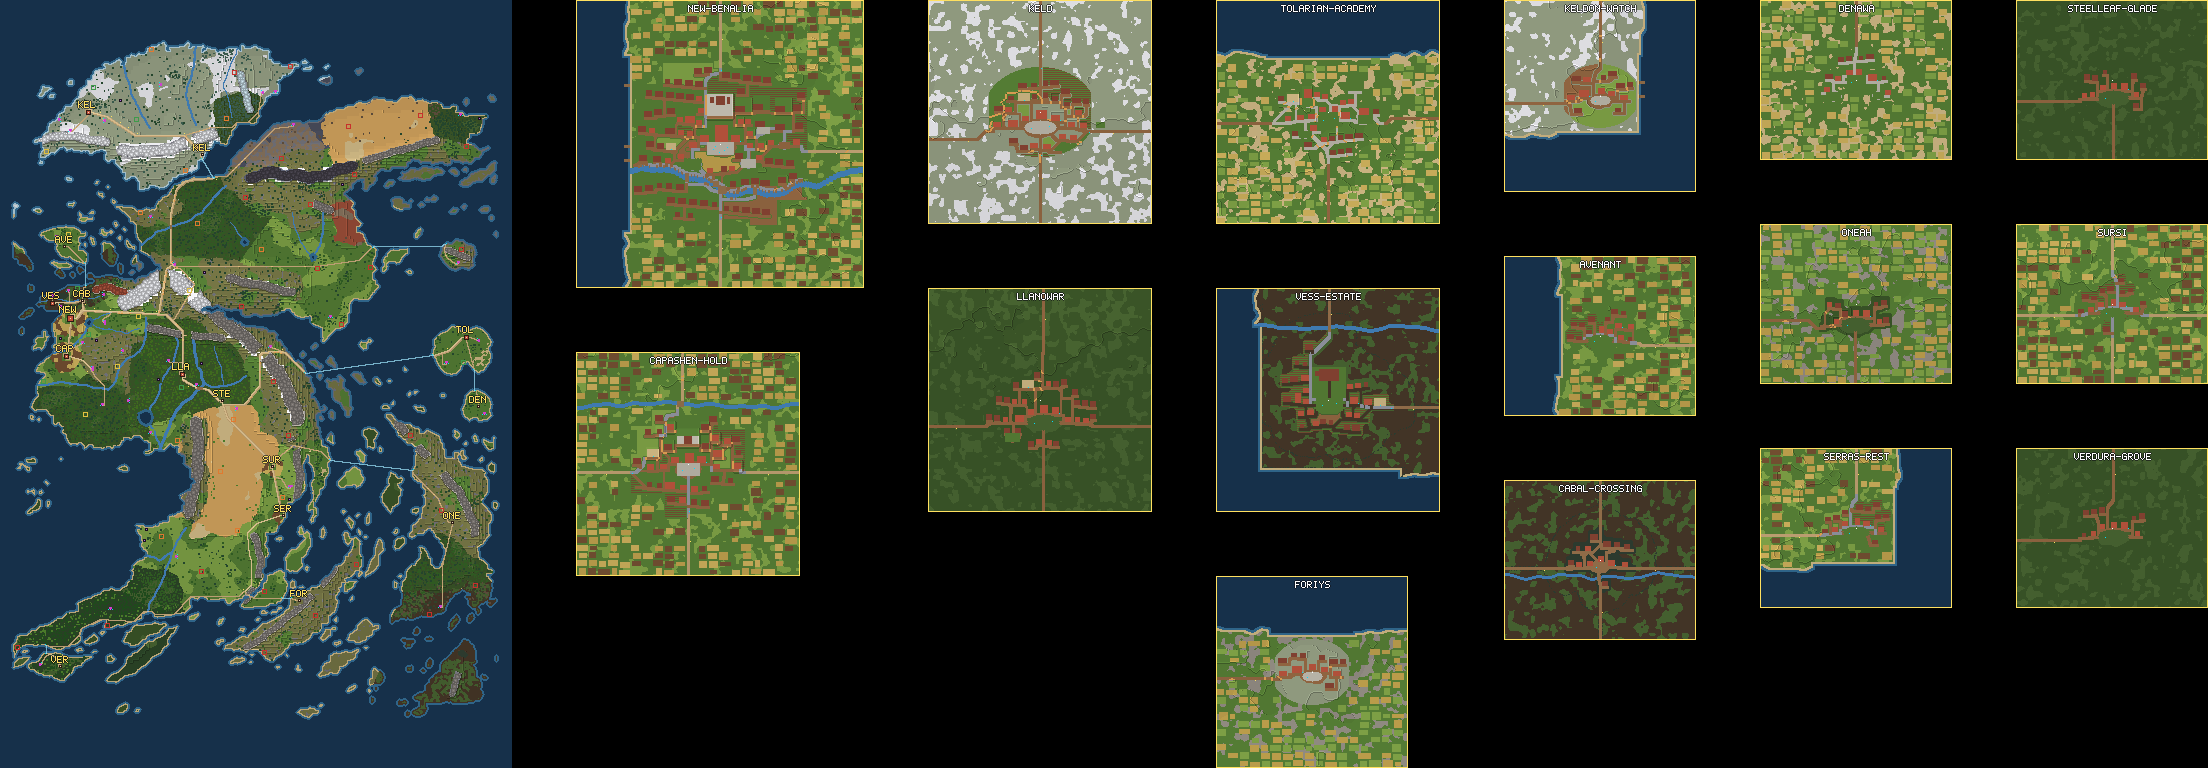 NEW-BENALIA
KELD
TOLARIAN-ACADEMY
KELDON-WATCH
DENAWA
STEELLEAF-GLADE
KEL
KEL
AVE
VES
CAB
NEW
CAP
LLA
STE
TOL
DEN
SUR
SER
ONE
FOR
VER
ONEAH
SURSI
AVENANT
LLANOWAR
VESS-ESTATE
CAPASHEN-HOLD
SERRAS-REST
VERDURA-GROVE
CABAL-CROSSING
FORIYS